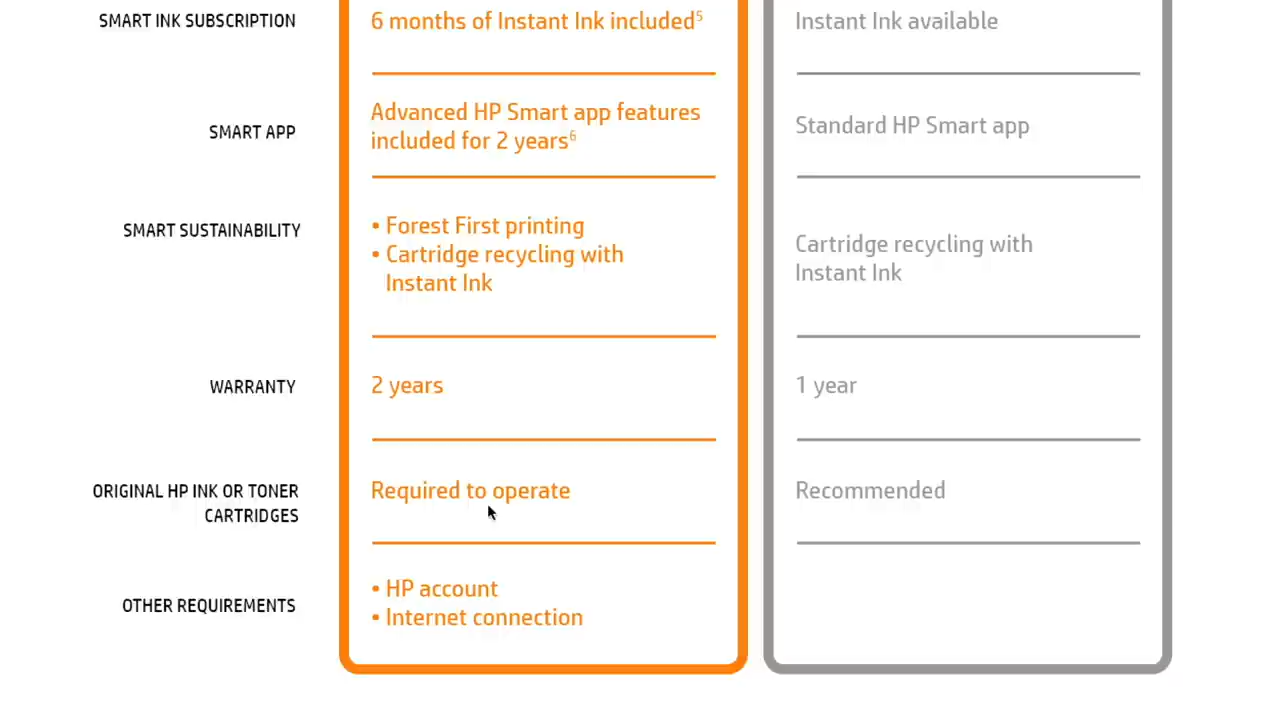 SMART INK SUBSCRIPTION
6 months of Instant Ink included⁵
Instant Ink available
SMART APP
Advanced HP Smart app features
included for 2 years⁶
Standard HP Smart app
SMART SUSTAINABILITY
• Forest First printing
• Cartridge recycling with
Instant Ink
Cartridge recycling with
Instant Ink
WARRANTY
2 years
1 year
ORIGINAL HP INK OR TONER
CARTRIDGES
Required to operate
Recommended
OTHER REQUIREMENTS
• HP account
• Internet connection